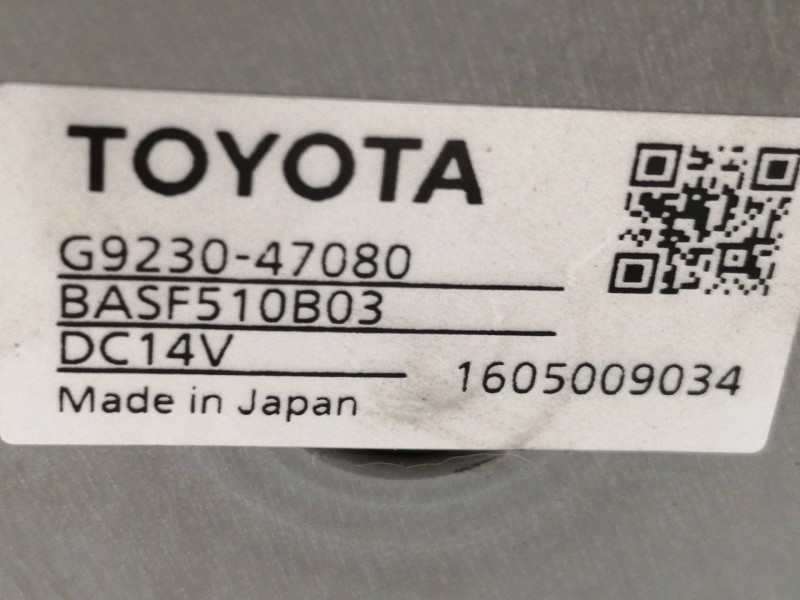 TOYOTA
G9230-47080
BASF510B03
DC14V
1605009034
Made in Japan